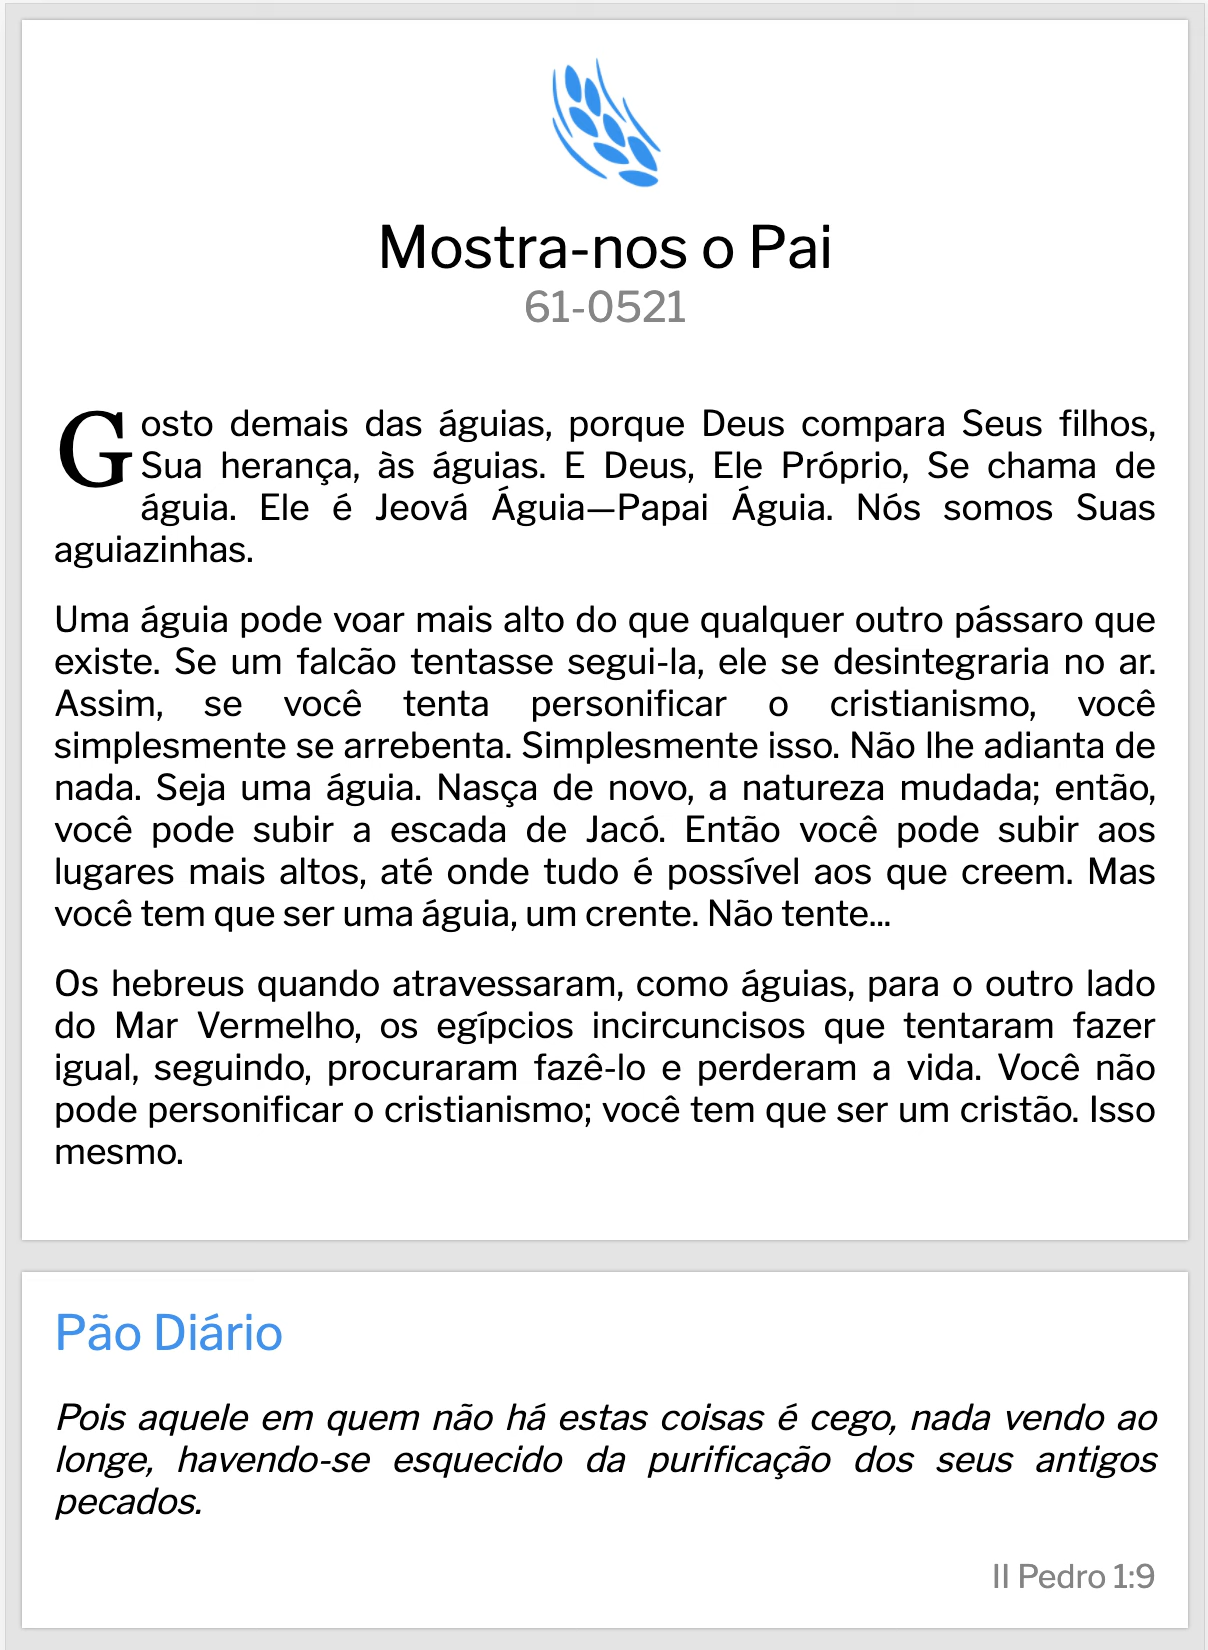 Mostra-nos o Pai
61-0521
Gosto demais das águias, porque Deus compara Seus filhos,
Sua herança, às águias. E Deus, Ele Próprio, Se chama de
águia. Ele é Jeová Águia—Papai Águia. Nós somos Suas
aguiazinhas.
Uma águia pode voar mais alto do que qualquer outro pássaro que
existe. Se um falcão tentasse segui-la, ele se desintegraria no ar.
Assim, se você tenta personificar o cristianismo, você
simplesmente se arrebenta. Simplesmente isso. Não lhe adianta de
nada. Seja uma águia. Nasça de novo, a natureza mudada; então,
você pode subir a escada de Jacó. Então você pode subir aos
lugares mais altos, até onde tudo é possível aos que creem. Mas
você tem que ser uma águia, um crente. Não tente...
Os hebreus quando atravessaram, como águias, para o outro lado
do Mar Vermelho, os egípcios incircuncisos que tentaram fazer
igual, seguindo, procuraram fazê-lo e perderam a vida. Você não
pode personificar o cristianismo; você tem que ser um cristão. Isso
mesmo.
Pão Diário
Pois aquele em quem não há estas coisas é cego, nada vendo ao
longe, havendo-se esquecido da purificação dos seus antigos
pecados.
II Pedro 1:9